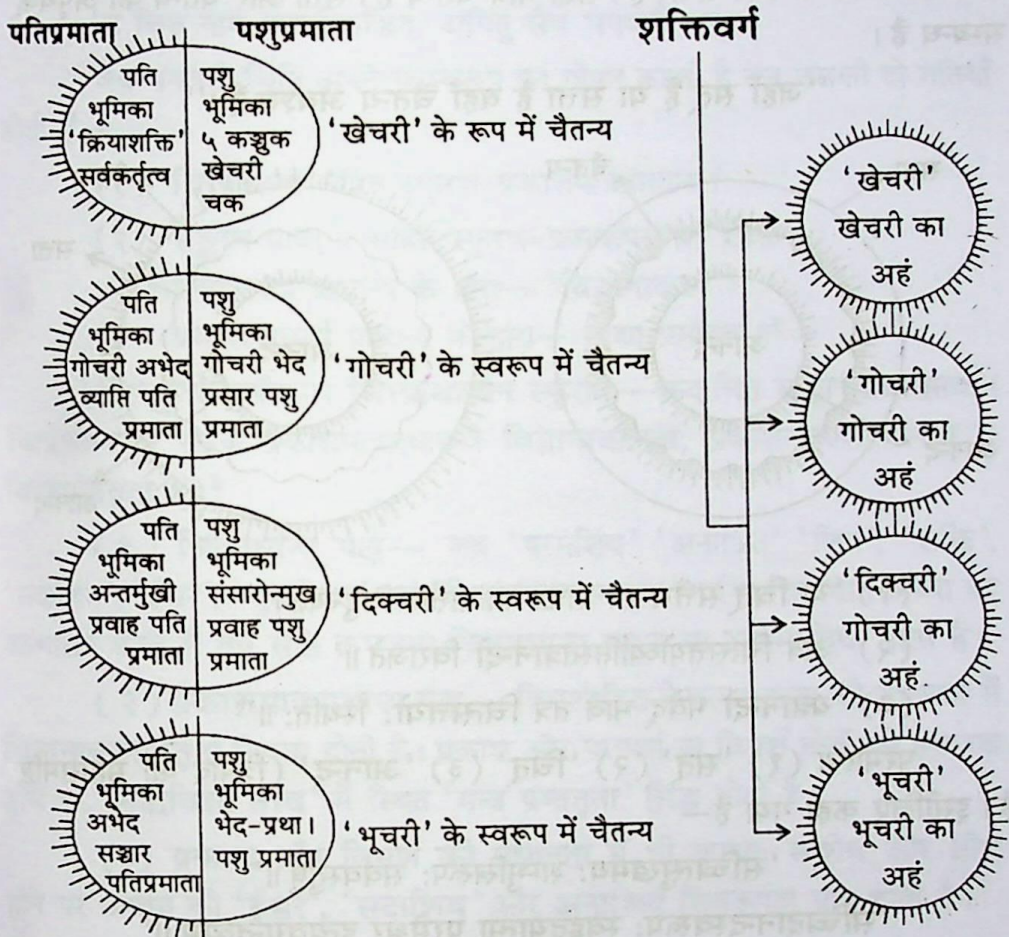 पतिप्रमाता पशुप्रमाता शक्तिवर्ग
पति
भूमिका
'क्रियाशक्ति'
सर्वकर्तृत्व
पशु
भूमिका
५ कञ्चुक
खेचरी
चक
'खेचरी' के रूप में चैतन्य
पति
भूमिका
गोचरी अभेद
व्याप्ति पति
प्रमाता
पशु
भूमिका
गोचरी भेद
प्रसार पशु
प्रमाता
'गोचरी' के स्वरूप में चैतन्य
पति
भूमिका
अन्तर्मुखी
प्रवाह पति
प्रमाता
पशु
भूमिका
संसारोन्मुख
प्रवाह पशु
प्रमाता
'दिक्चरी' के स्वरूप में चैतन्य
पति
भूमिका
अभेद
सञ्चार
पतिप्रमाता
पशु
भूमिका
भेद-प्रथा।
पशु प्रमाता
'भूचरी' के स्वरूप में चैतन्य
'खेचरी'
खेचरी का
अहं
'गोचरी'
गोचरी का
अहं
'दिक्चरी'
गोचरी का
अहं.
'भूचरी'
भूचरी का
अहं